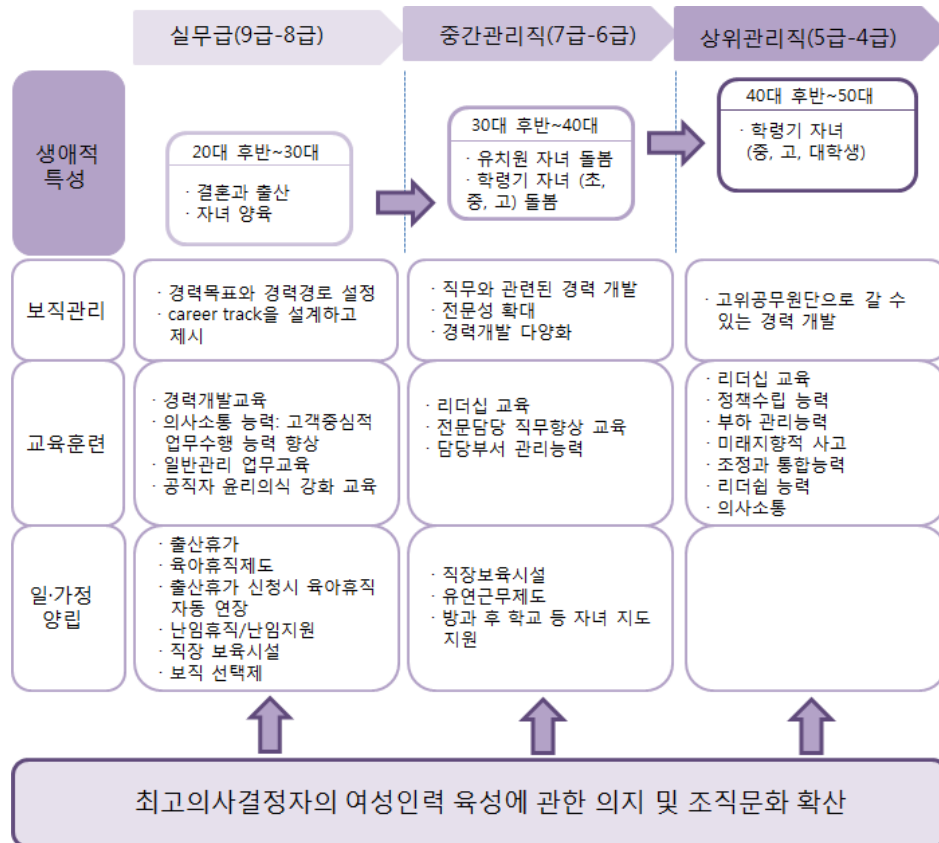 실무급(9급-8급)
중간관리직(7급-6급)
상위관리직(5급-4급)
생애적
특성
20대 후반~30대
· 결혼과 출산
· 자녀 양육
30대 후반~40대
· 유치원 자녀 돌봄
· 학령기 자녀 (초,
중, 고) 돌봄
40대 후반~50대
· 학령기 자녀
(중, 고, 대학생)
보직관리
· 경력목표와 경력경로 설정
· career track을 설계하고
제시
· 직무와 관련된 경력 개발
· 전문성 확대
· 경력개발 다양화
· 고위공무원단으로 갈 수
있는 경력 개발
교육훈련
· 경력개발교육
· 의사소통 능력: 고객중심적
업무수행 능력 향상
· 일반관리 업무교육
· 공직자 윤리의식 강화 교육
· 리더십 교육
· 전문담당 직무향상 교육
· 담당부서 관리능력
· 리더십 교육
· 정책수립 능력
· 부하 관리능력
· 미래지향적 사고
· 조정과 통합능력
· 리더쉽 능력
· 의사소통
일·가정
양립
· 출산휴가
· 육아휴직제도
· 출산휴가 신청시 육아휴직
자동 연장
· 난임휴직/난임지원
· 직장 보육시설
· 보직 선택제
· 직장보육시설
· 유연근무제도
· 방과 후 학교 등 자녀 지도
지원
최고의사결정자의 여성인력 육성에 관한 의지 및 조직문화 확산